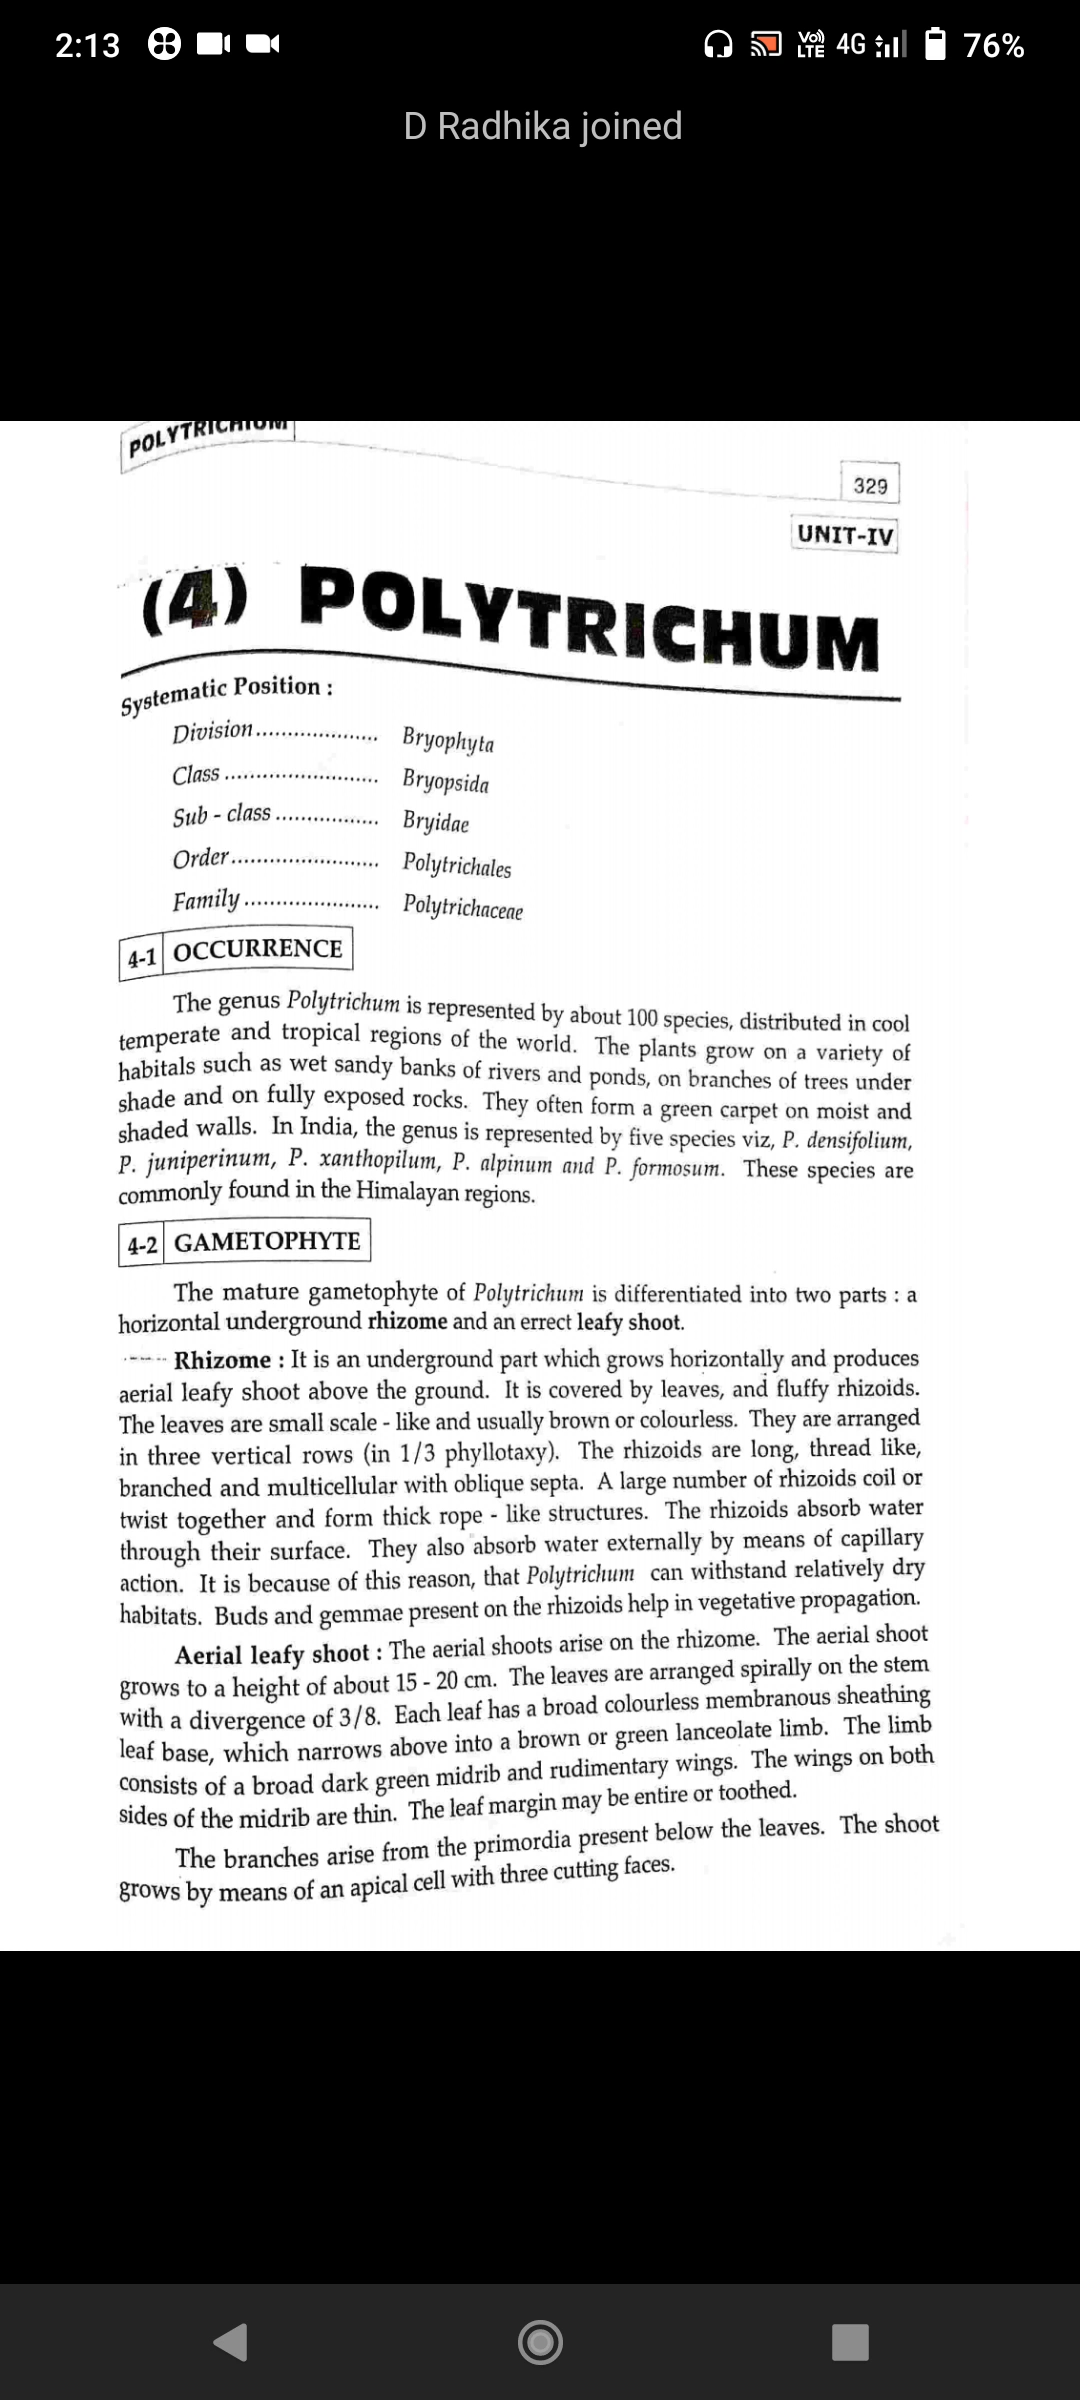 2:13 VoLTE 4G 76%
D Radhika joined
POLYTRICHUM
329
UNIT-IV
(4) POLYTRICHUM
Systematic Position :
Division................... Bryophyta
Class ........................ Bryopsida
Sub - class ................ Bryidae
Order....................... Polytrichales
Family ..................... Polytrichaceae
4-1 OCCURRENCE
The genus Polytrichum is represented by about 100 species, distributed in cool
temperate and tropical regions of the world. The plants grow on a variety of
habitals such as wet sandy banks of rivers and ponds, on branches of trees under
shade and on fully exposed rocks. They often form a green carpet on moist and
shaded walls. In India, the genus is represented by five species viz, P. densifolium,
P. juniperinum, P. xanthopilum, P. alpinum and P. formosum. These species are
commonly found in the Himalayan regions.
4-2 GAMETOPHYTE
The mature gametophyte of Polytrichum is differentiated into two parts : a
horizontal underground rhizome and an errect leafy shoot.
Rhizome : It is an underground part which grows horizontally and produces
aerial leafy shoot above the ground. It is covered by leaves, and fluffy rhizoids.
The leaves are small scale - like and usually brown or colourless. They are arranged
in three vertical rows (in 1/3 phyllotaxy). The rhizoids are long, thread like,
branched and multicellular with oblique septa. A large number of rhizoids coil or
twist together and form thick rope - like structures. The rhizoids absorb water
through their surface. They also absorb water externally by means of capillary
action. It is because of this reason, that Polytrichum can withstand relatively dry
habitats. Buds and gemmae present on the rhizoids help in vegetative propagation.
Aerial leafy shoot : The aerial shoots arise on the rhizome. The aerial shoot
grows to a height of about 15 - 20 cm. The leaves are arranged spirally on the stem
with a divergence of 3/8. Each leaf has a broad colourless membranous sheathing
leaf base, which narrows above into a brown or green lanceolate limb. The limb
consists of a broad dark green midrib and rudimentary wings. The wings on both
sides of the midrib are thin. The leaf margin may be entire or toothed.
The branches arise from the primordia present below the leaves. The shoot
grows by means of an apical cell with three cutting faces.